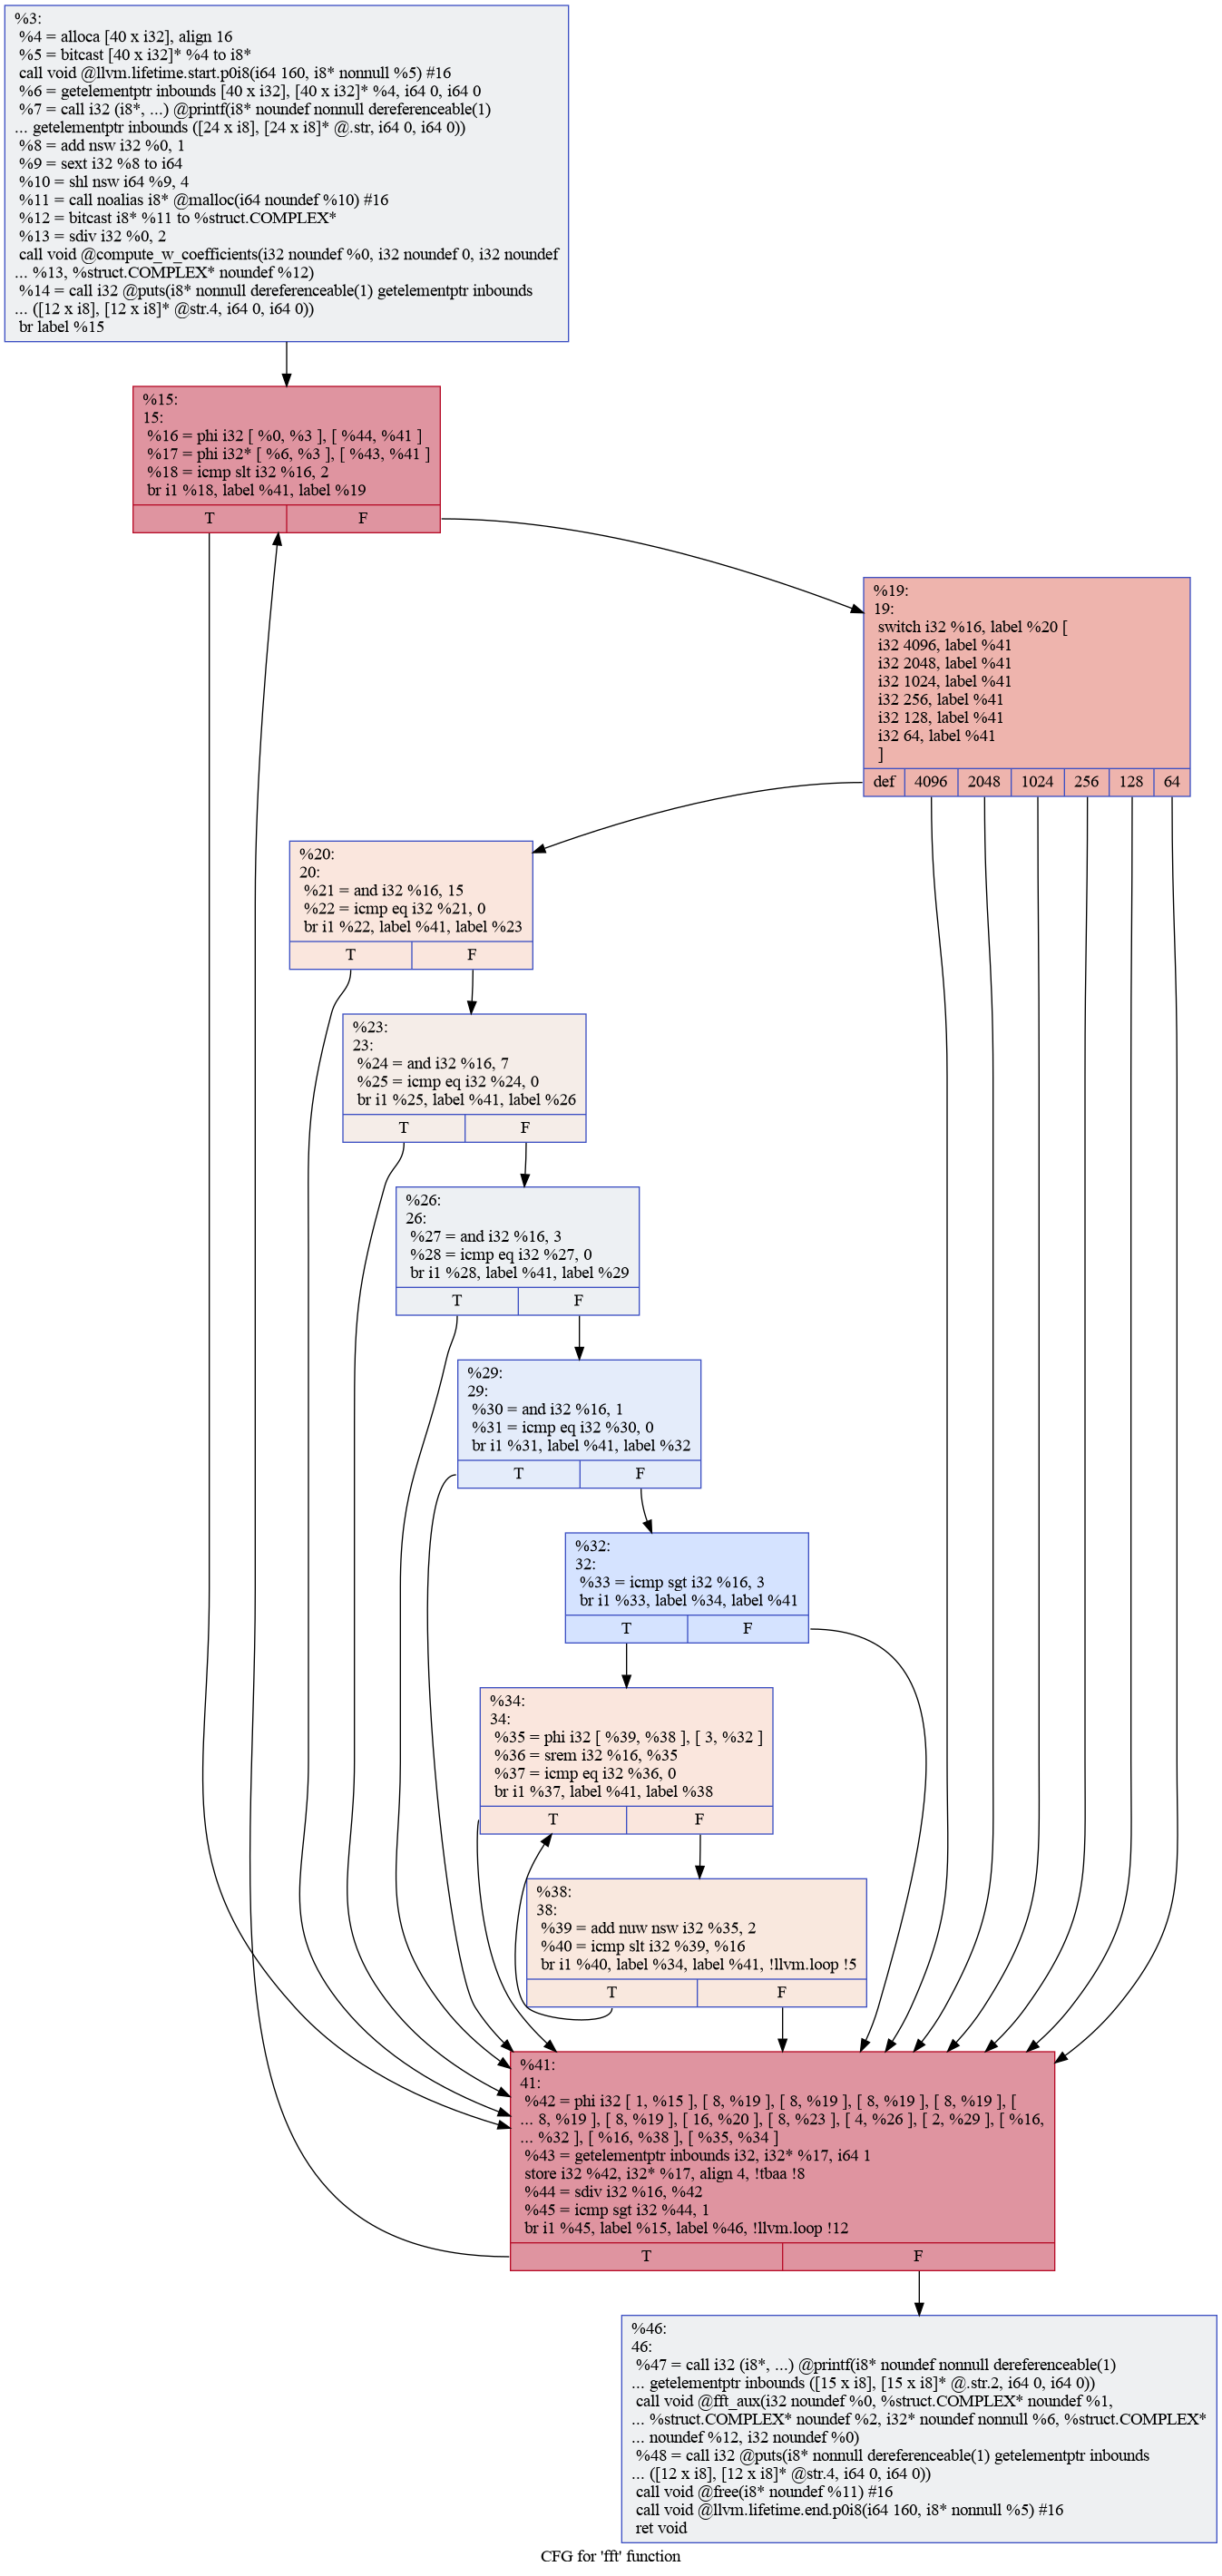 %3:
%4 = alloca [40 x i32], align 16
%5 = bitcast [40 x i32]* %4 to i8*
call void @llvm.lifetime.start.p0i8(i64 160, i8* nonnull %5) #16
%6 = getelementptr inbounds [40 x i32], [40 x i32]* %4, i64 0, i64 0
%7 = call i32 (i8*, ...) @printf(i8* noundef nonnull dereferenceable(1)
... getelementptr inbounds ([24 x i8], [24 x i8]* @.str, i64 0, i64 0))
%8 = add nsw i32 %0, 1
%9 = sext i32 %8 to i64
%10 = shl nsw i64 %9, 4
%11 = call noalias i8* @malloc(i64 noundef %10) #16
%12 = bitcast i8* %11 to %struct.COMPLEX*
%13 = sdiv i32 %0, 2
call void @compute_w_coefficients(i32 noundef %0, i32 noundef 0, i32 noundef
... %13, %struct.COMPLEX* noundef %12)
%14 = call i32 @puts(i8* nonnull dereferenceable(1) getelementptr inbounds
... ([12 x i8], [12 x i8]* @str.4, i64 0, i64 0))
br label %15
%15:
15:
%16 = phi i32 [ %0, %3 ], [ %44, %41 ]
%17 = phi i32* [ %6, %3 ], [ %43, %41 ]
%18 = icmp slt i32 %16, 2
br i1 %18, label %41, label %19
T F
%19:
19:
switch i32 %16, label %20 [
i32 4096, label %41
i32 2048, label %41
i32 1024, label %41
i32 256, label %41
i32 128, label %41
i32 64, label %41
]
def 4096 2048 1024 256 128 64
%20:
20:
%21 = and i32 %16, 15
%22 = icmp eq i32 %21, 0
br i1 %22, label %41, label %23
T F
%23:
23:
%24 = and i32 %16, 7
%25 = icmp eq i32 %24, 0
br i1 %25, label %41, label %26
T F
%26:
26:
%27 = and i32 %16, 3
%28 = icmp eq i32 %27, 0
br i1 %28, label %41, label %29
T F
%29:
29:
%30 = and i32 %16, 1
%31 = icmp eq i32 %30, 0
br i1 %31, label %41, label %32
T F
%32:
32:
%33 = icmp sgt i32 %16, 3
br i1 %33, label %34, label %41
T F
%34:
34:
%35 = phi i32 [ %39, %38 ], [ 3, %32 ]
%36 = srem i32 %16, %35
%37 = icmp eq i32 %36, 0
br i1 %37, label %41, label %38
T F
%38:
38:
%39 = add nuw nsw i32 %35, 2
%40 = icmp slt i32 %39, %16
br i1 %40, label %34, label %41, !llvm.loop !5
T F
%41:
41:
%42 = phi i32 [ 1, %15 ], [ 8, %19 ], [ 8, %19 ], [ 8, %19 ], [ 8, %19 ], [
... 8, %19 ], [ 8, %19 ], [ 16, %20 ], [ 8, %23 ], [ 4, %26 ], [ 2, %29 ], [ %16,
... %32 ], [ %16, %38 ], [ %35, %34 ]
%43 = getelementptr inbounds i32, i32* %17, i64 1
store i32 %42, i32* %17, align 4, !tbaa !8
%44 = sdiv i32 %16, %42
%45 = icmp sgt i32 %44, 1
br i1 %45, label %15, label %46, !llvm.loop !12
T F
%46:
46:
%47 = call i32 (i8*, ...) @printf(i8* noundef nonnull dereferenceable(1)
... getelementptr inbounds ([15 x i8], [15 x i8]* @.str.2, i64 0, i64 0))
call void @fft_aux(i32 noundef %0, %struct.COMPLEX* noundef %1,
... %struct.COMPLEX* noundef %2, i32* noundef nonnull %6, %struct.COMPLEX*
... noundef %12, i32 noundef %0)
%48 = call i32 @puts(i8* nonnull dereferenceable(1) getelementptr inbounds
... ([12 x i8], [12 x i8]* @str.4, i64 0, i64 0))
call void @free(i8* noundef %11) #16
call void @llvm.lifetime.end.p0i8(i64 160, i8* nonnull %5) #16
ret void
CFG for 'fft' function